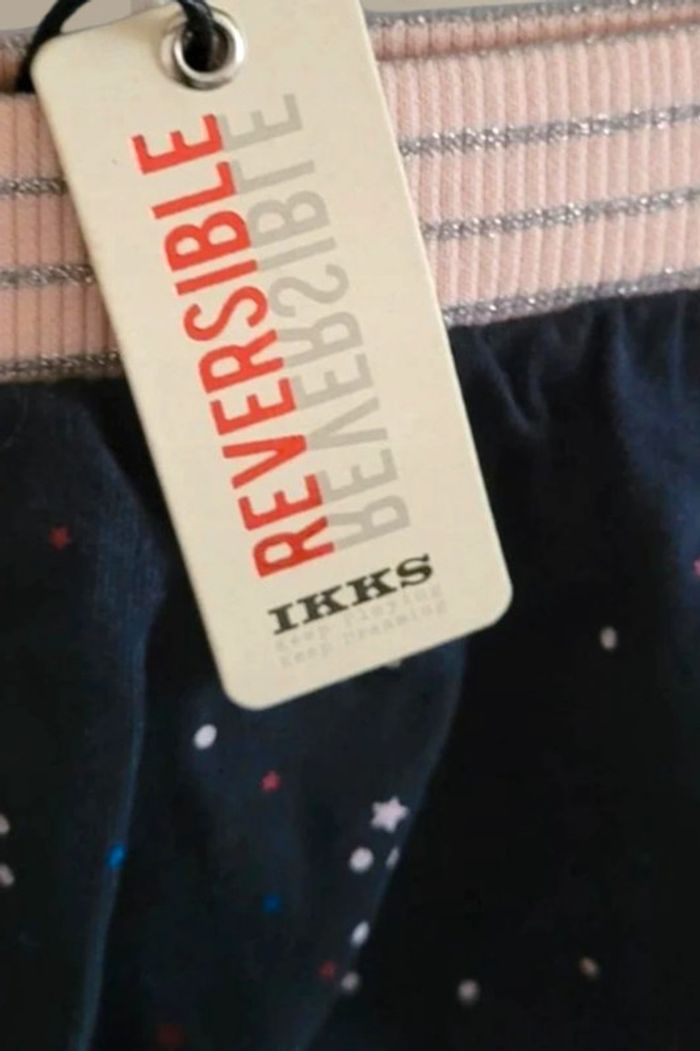 REVERSIBLE
REVERSIBLE
IKKS
Keep Playing
Keep Dreaming